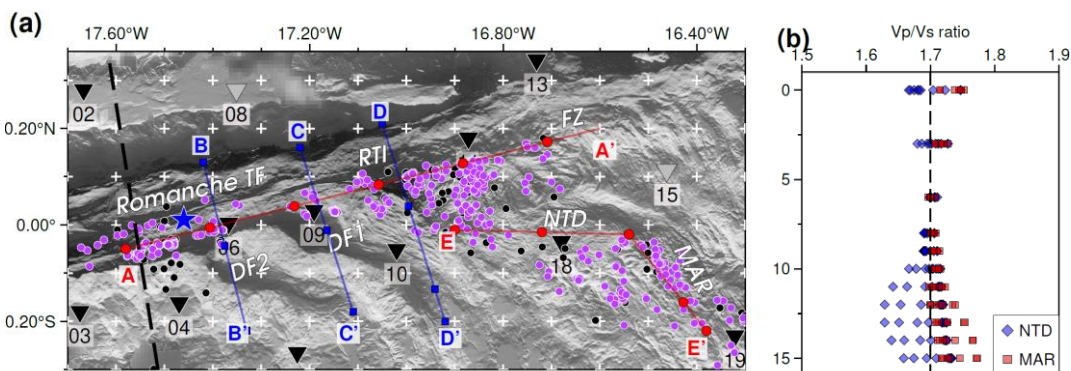 (a)
17.60°W 17.20°W 16.80°W 16.40°W
02
08
13
0.20°N
D
C
B
FZ
RTI
A'
Romanche TF
15
0.00°
06
09
DF1
E
NTD
A
DF2
10
18
MAR
0.20°S
03
04
B'
C'
D'
E'
19
(b)
Vp/Vs ratio
1.5 1.6 1.7 1.8 1.9
0
5
10
15
NTD
MAR